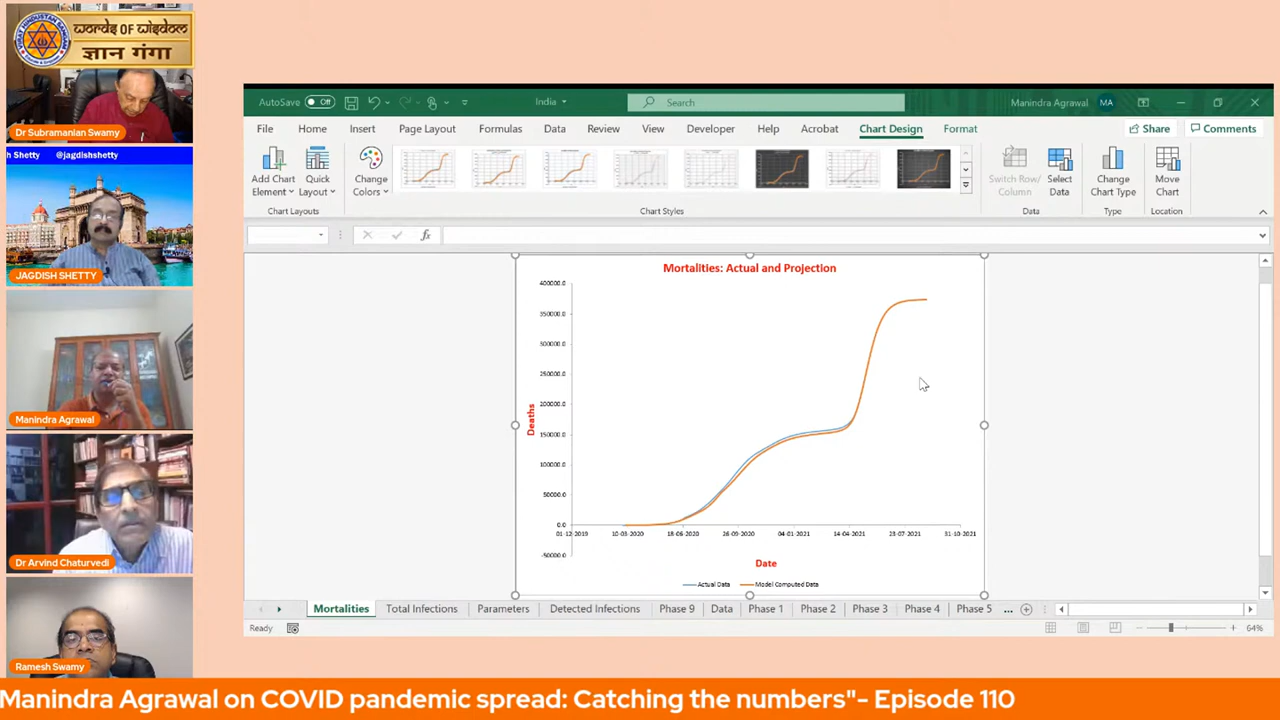 WORDS OF WISDOM
ज्ञान गंगा
VIRAT HINDUSTAN SANGAM
Dr Subramanian Swamy
h Shetty @jagdishshetty
JAGDISH SHETTY
Manindra Agrawal
Dr Arvind Chaturvedi
Ramesh Swamy
AutoSave Off India Search Manindra Agrawal MA
File Home Insert Page Layout Formulas Data Review View Developer Help Acrobat Chart Design Format Share Comments
Add Chart Element Quick Layout Change Colors Switch Row/ Column Select Data Change Chart Type Move Chart
Chart Layouts Chart Styles Data Type Location
fx
Mortalities: Actual and Projection
400000.0
350000.0
300000.0
250000.0
200000.0
150000.0
100000.0
50000.0
0.0
-50000.0
Deaths
01-12-2019 10-03-2020 18-06-2020 26-09-2020 04-01-2021 14-04-2021 23-07-2021 31-10-2021
Date
Actual Data Model Computed Data
Mortalities Total Infections Parameters Detected Infections Phase 9 Data Phase 1 Phase 2 Phase 3 Phase 4 Phase 5 ...
Ready 64%
Manindra Agrawal on COVID pandemic spread: Catching the numbers"- Episode 110